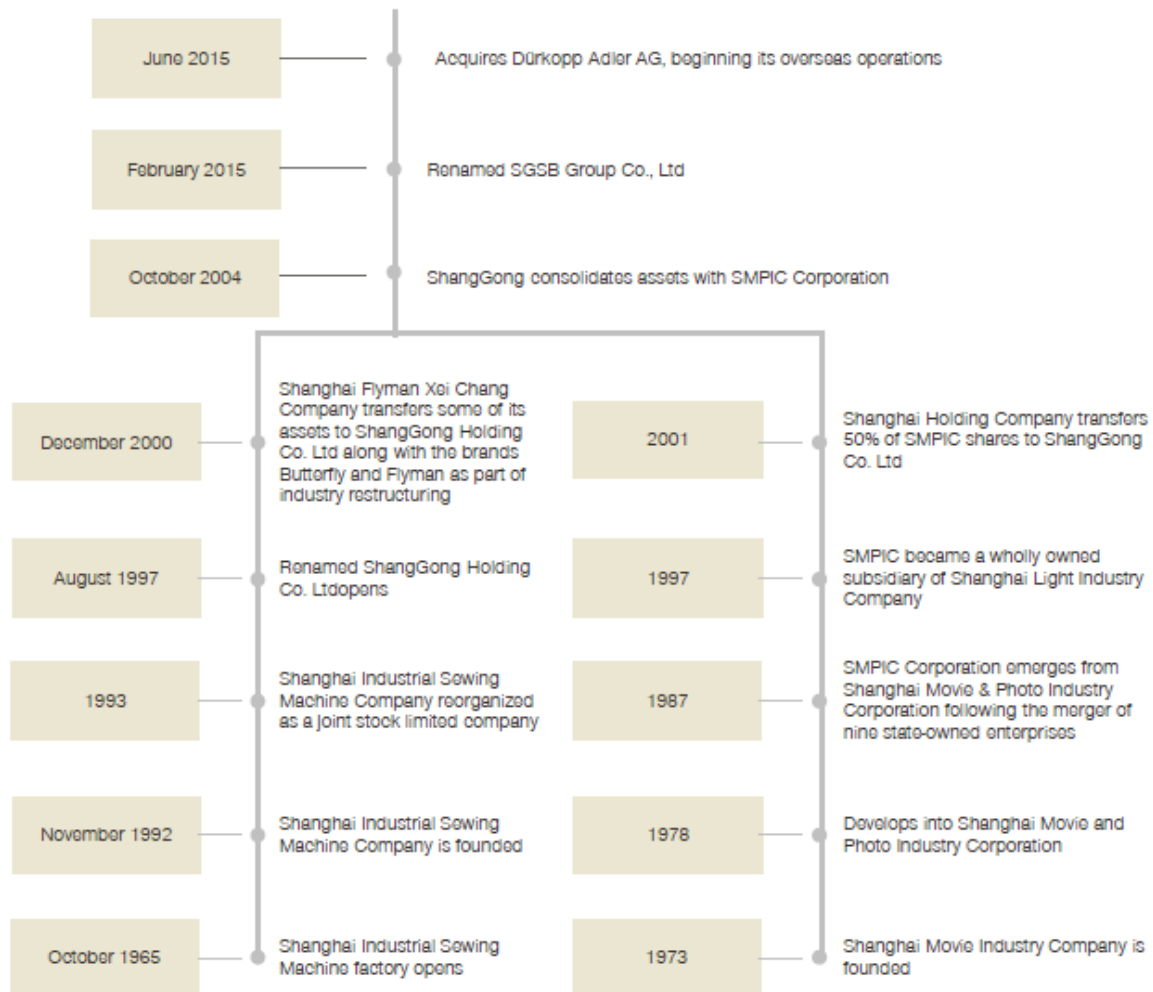 June 2015
Acquires Dürkopp Adler AG, beginning its overseas operations
February 2015
Renamed SGSB Group Co., Ltd
October 2004
ShangGong consolidates assets with SMPIC Corporation
December 2000
Shanghai Flyman Xei Chang
Company transfers some of its
assets to ShangGong Holding
Co. Ltd along with the brands
Butterfly and Flyman as part of
industry restructuring
August 1997
Renamed ShangGong Holding
Co. Ltdopens
1993
Shanghai Industrial Sewing
Machine Company reorganized
as a joint stock limited company
November 1992
Shanghai Industrial Sewing
Machine Company is founded
October 1965
Shanghai Industrial Sewing
Machine factory opens
2001
Shanghai Holding Company transfers
50% of SMPIC shares to ShangGong
Co. Ltd
1997
SMPIC became a wholly owned
subsidiary of Shanghai Light Industry
Company
1987
SMPIC Corporation emerges from
Shanghai Movie & Photo Industry
Corporation following the merger of
nine state-owned enterprises
1978
Develops into Shanghai Movie and
Photo Industry Corporation
1973
Shanghai Movie Industry Company is
founded